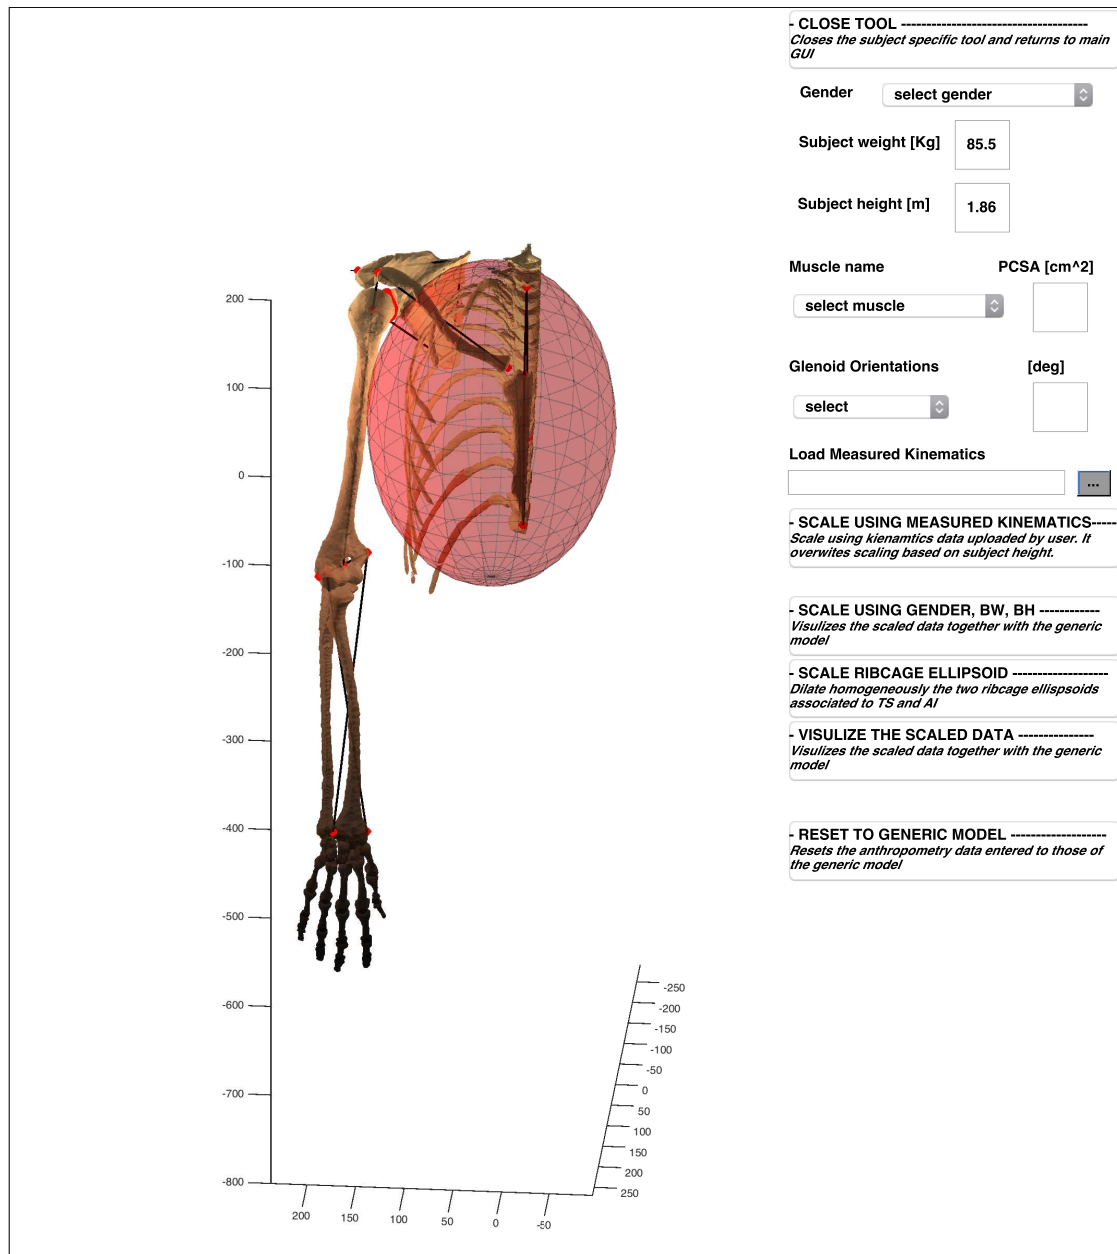 - CLOSE TOOL -------------------------------------
Closes the subject specific tool and returns to main
GUI
Gender
select gender
Subject weight [Kg]
85.5
Subject height [m]
1.86
Muscle name
PCSA [cm^2]
select muscle
Glenoid Orientations
[deg]
select
Load Measured Kinematics
...
- SCALE USING MEASURED KINEMATICS-----
Scale using kienamtics data uploaded by user. It
overwites scaling based on subject height.
- SCALE USING GENDER, BW, BH ------------
Visulizes the scaled data together with the generic
model
- SCALE RIBCAGE ELLIPSOID --------------------
Dilate homogeneously the two ribcage ellispsoids
associated to TS and AI
- VISULIZE THE SCALED DATA ---------------
Visulizes the scaled data together with the generic
model
- RESET TO GENERIC MODEL -------------------
Resets the anthropometry data entered to those of
the generic model
200
100
0
-100
-200
-300
-400
-500
-600
-700
-800
200
150
100
50
0
-50
-250
-200
-150
-100
-50
0
50
100
150
200
250